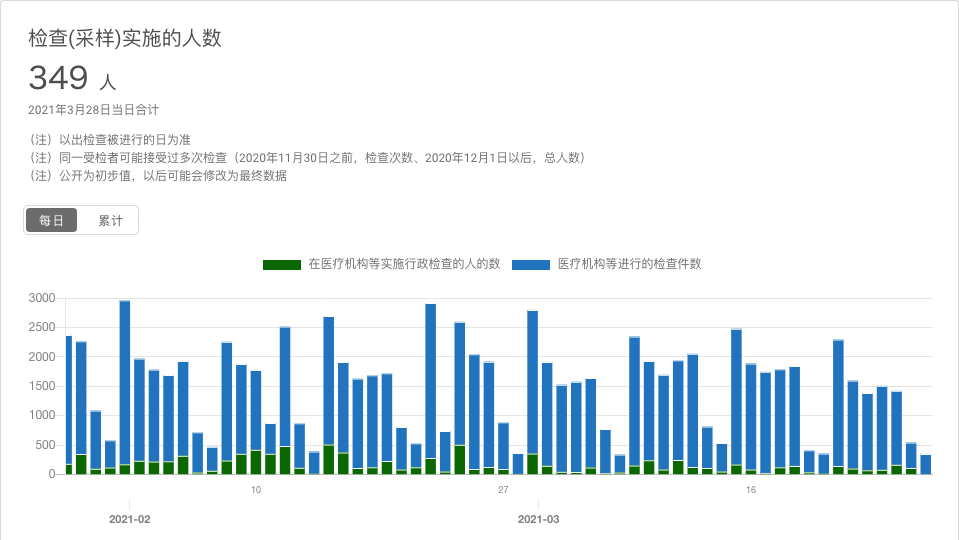 检查(采样)实施的人数
349 人
2021年3月28日当日合计
（注）以出检查被进行的日为准
（注）同一受检者可能接受过多次检查（2020年11月30日之前，检查次数、2020年12月1日以后，总人数）
（注）公开为初步值，以后可能会修改为最终数据
每日 累计
在医疗机构等实施行政检查的人的数 医疗机构等进行的检查件数
3000
2500
2000
1500
1000
500
0
10 27 16
2021-02 2021-03